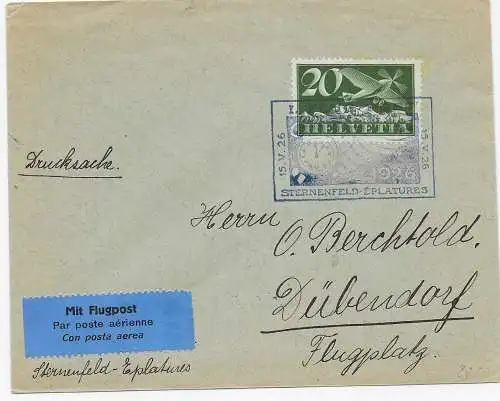 20
HELVETIA
15.V.26
15.V.26
1926
STERNENFELD-EPLATURES
Drucksache.
Herrn
O. Berchtold.
Dübendorf
Flugplatz.
Mit Flugpost
Par poste aérienne
Con posta aerea
Sternenfeld-Eplatures